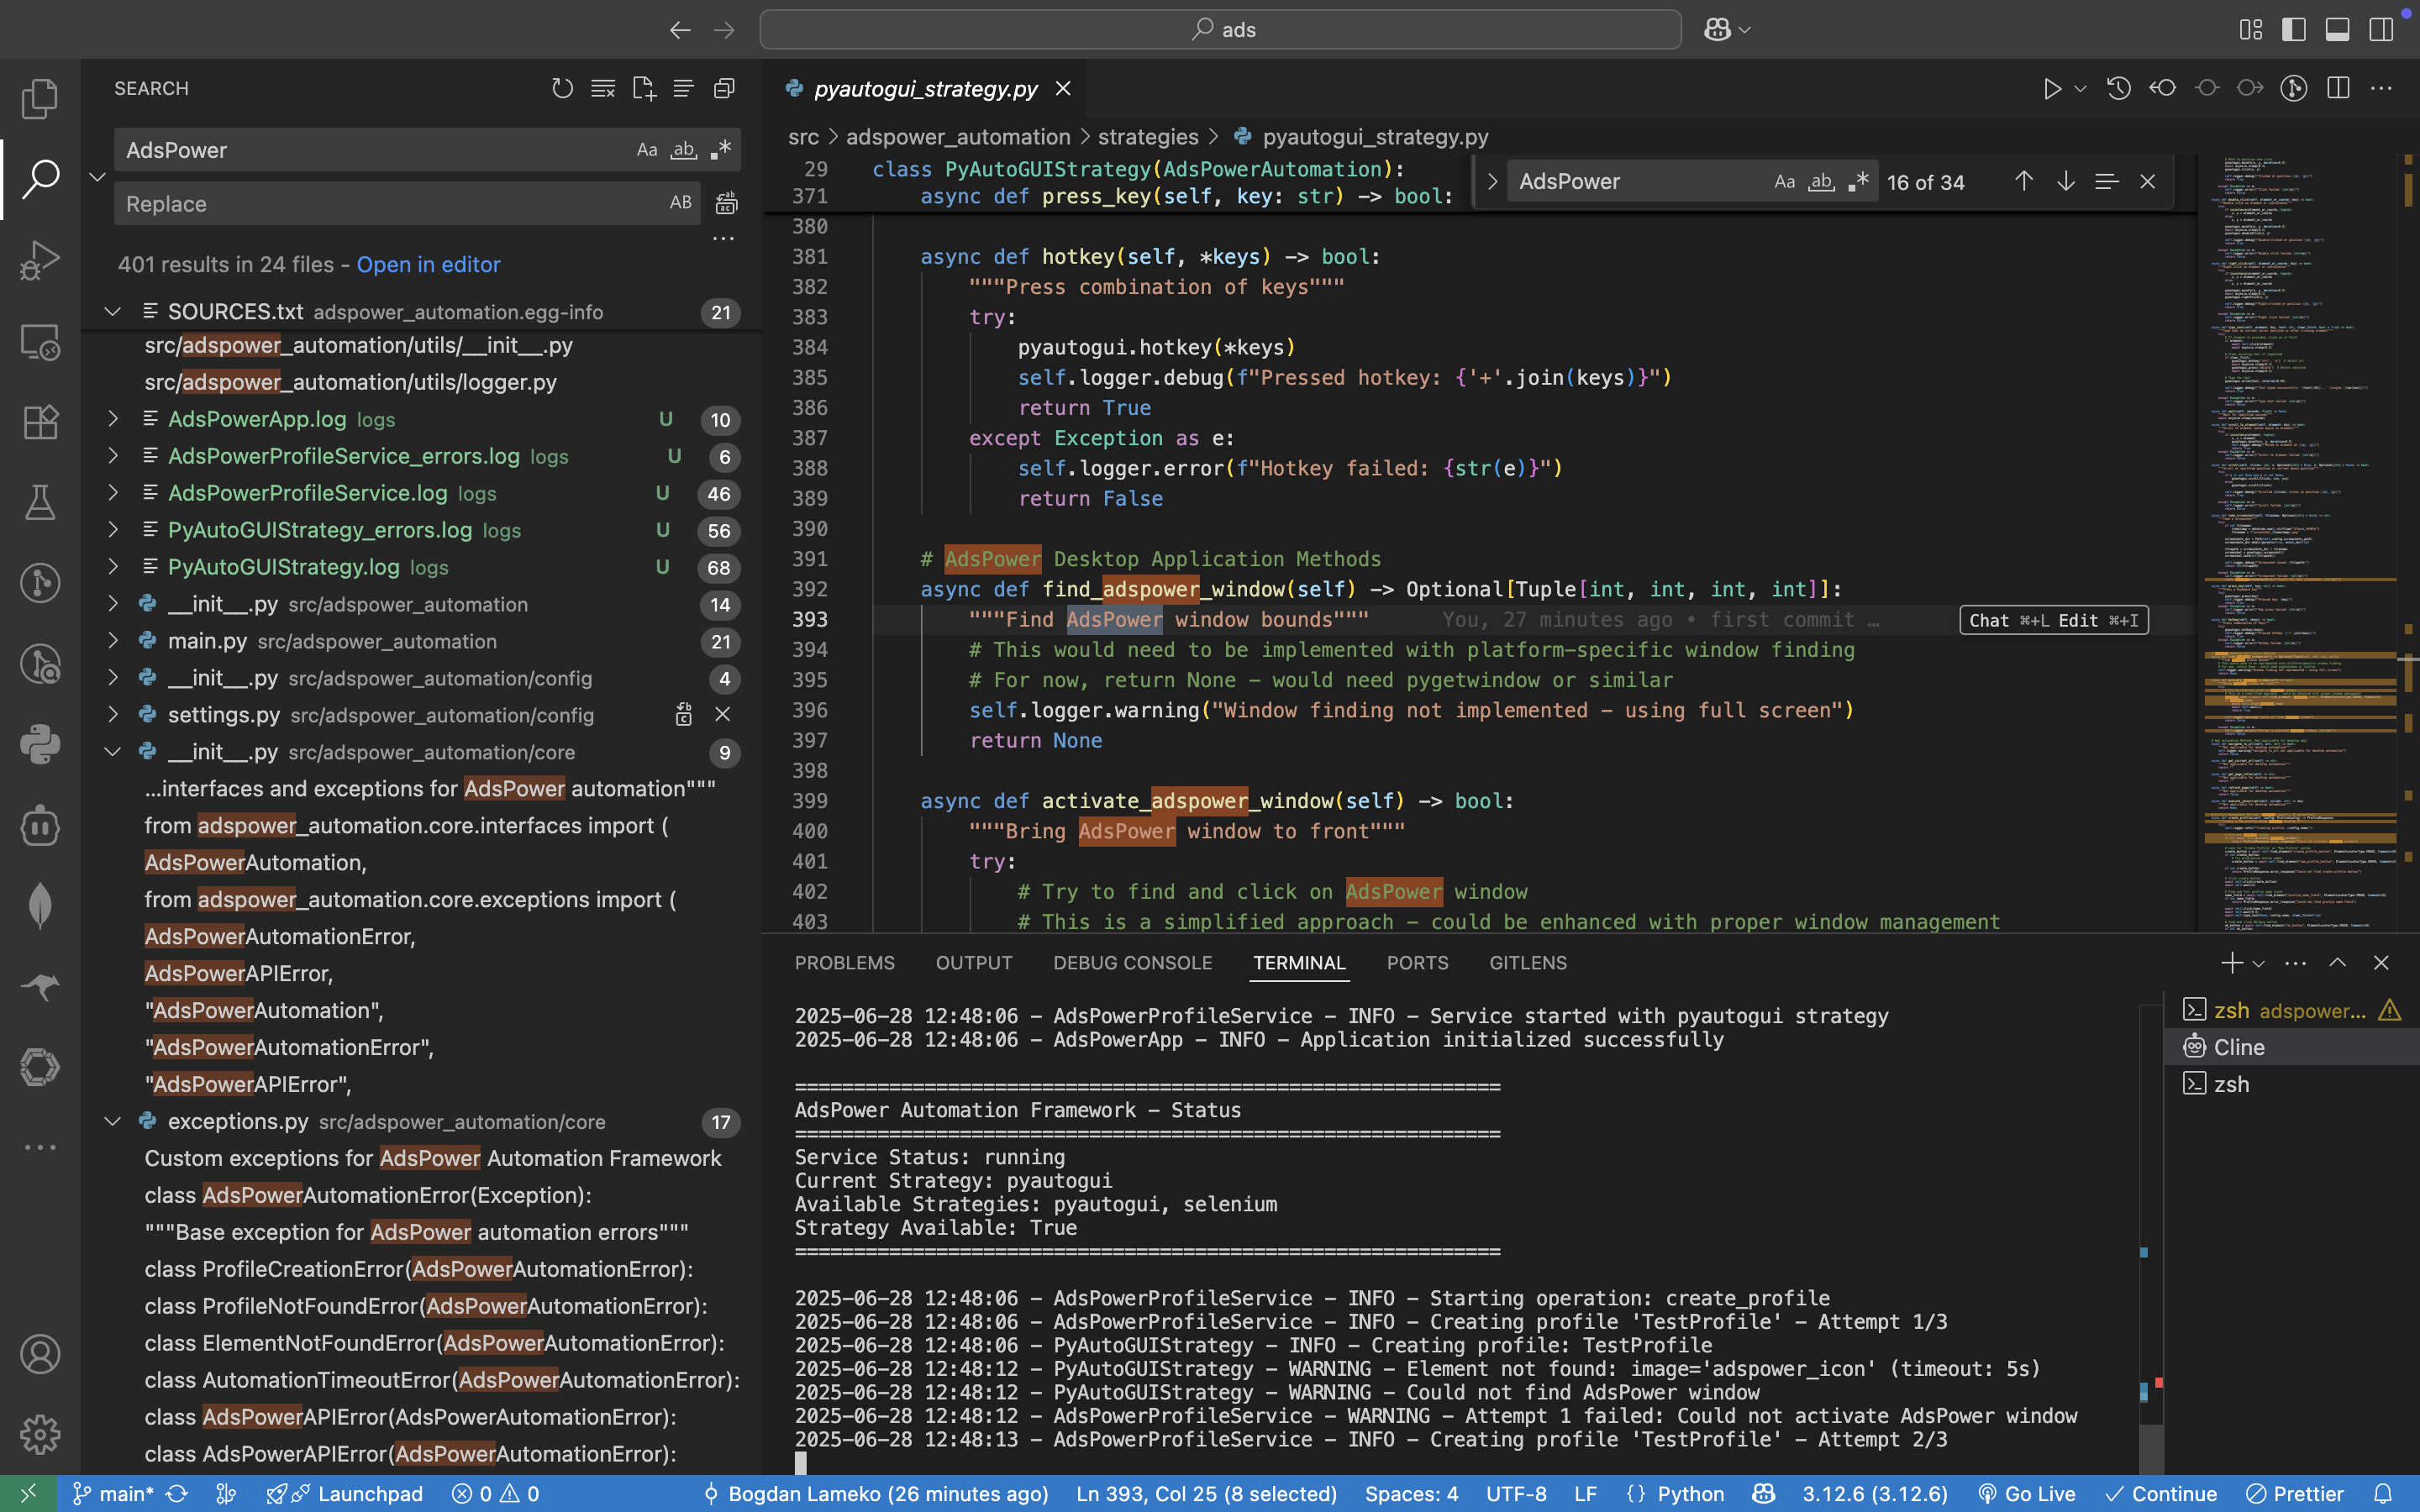 ads
SEARCH
AdsPower
Aa ab .*
Replace
AB
401 results in 24 files - Open in editor
SOURCES.txt adspower_automation.egg-info 21
src/adspower_automation/utils/__init__.py
src/adspower_automation/utils/logger.py
AdsPowerApp.log logs U 10
AdsPowerProfileService_errors.log logs U 6
AdsPowerProfileService.log logs U 46
PyAutoGUIStrategy_errors.log logs U 56
PyAutoGUIStrategy.log logs U 68
__init__.py src/adspower_automation 14
main.py src/adspower_automation 21
__init__.py src/adspower_automation/config 4
settings.py src/adspower_automation/config
__init__.py src/adspower_automation/core 9
...interfaces and exceptions for AdsPower automation"""
from adspower_automation.core.interfaces import (
AdsPowerAutomation,
from adspower_automation.core.exceptions import (
AdsPowerAutomationError,
AdsPowerAPIError,
"AdsPowerAutomation",
"AdsPowerAutomationError",
"AdsPowerAPIError",
exceptions.py src/adspower_automation/core 17
Custom exceptions for AdsPower Automation Framework
class AdsPowerAutomationError(Exception):
"""Base exception for AdsPower automation errors"""
class ProfileCreationError(AdsPowerAutomationError):
class ProfileNotFoundError(AdsPowerAutomationError):
class ElementNotFoundError(AdsPowerAutomationError):
class AutomationTimeoutError(AdsPowerAutomationError):
class AdsPowerAPIError(AdsPowerAutomationError):
class AdsPowerAPIError(AdsPowerAutomationError):
pyautogui_strategy.py
src > adspower_automation > strategies > pyautogui_strategy.py
AdsPower Aa ab .* 16 of 34
29 class PyAutoGUIStrategy(AdsPowerAutomation):
371 async def press_key(self, key: str) -> bool:
380
381 async def hotkey(self, *keys) -> bool:
382 """Press combination of keys"""
383 try:
384 pyautogui.hotkey(*keys)
385 self.logger.debug(f"Pressed hotkey: {'+'.join(keys)}")
386 return True
387 except Exception as e:
388 self.logger.error(f"Hotkey failed: {str(e)}")
389 return False
390
391 # AdsPower Desktop Application Methods
392 async def find_adspower_window(self) -> Optional[Tuple[int, int, int, int]]:
393 """Find AdsPower window bounds""" You, 27 minutes ago • first commit …
Chat ⌘+L Edit ⌘+I
394 # This would need to be implemented with platform-specific window finding
395 # For now, return None - would need pygetwindow or similar
396 self.logger.warning("Window finding not implemented - using full screen")
397 return None
398
399 async def activate_adspower_window(self) -> bool:
400 """Bring AdsPower window to front"""
401 try:
402 # Try to find and click on AdsPower window
403 # This is a simplified approach - could be enhanced with proper window management
PROBLEMS OUTPUT DEBUG CONSOLE TERMINAL PORTS GITLENS
2025-06-28 12:48:06 - AdsPowerProfileService - INFO - Service started with pyautogui strategy
2025-06-28 12:48:06 - AdsPowerApp - INFO - Application initialized successfully
============================================================
AdsPower Automation Framework - Status
============================================================
Service Status: running
Current Strategy: pyautogui
Available Strategies: pyautogui, selenium
Strategy Available: True
============================================================
2025-06-28 12:48:06 - AdsPowerProfileService - INFO - Starting operation: create_profile
2025-06-28 12:48:06 - AdsPowerProfileService - INFO - Creating profile 'TestProfile' - Attempt 1/3
2025-06-28 12:48:06 - PyAutoGUIStrategy - INFO - Creating profile: TestProfile
2025-06-28 12:48:12 - PyAutoGUIStrategy - WARNING - Element not found: image='adspower_icon' (timeout: 5s)
2025-06-28 12:48:12 - PyAutoGUIStrategy - WARNING - Could not find AdsPower window
2025-06-28 12:48:12 - AdsPowerProfileService - WARNING - Attempt 1 failed: Could not activate AdsPower window
2025-06-28 12:48:13 - AdsPowerProfileService - INFO - Creating profile 'TestProfile' - Attempt 2/3
zsh adspower...
Cline
zsh
main* Launchpad 0 0 Bogdan Lameko (26 minutes ago) Ln 393, Col 25 (8 selected) Spaces: 4 UTF-8 LF {} Python 3.12.6 (3.12.6) Go Live Continue Prettier